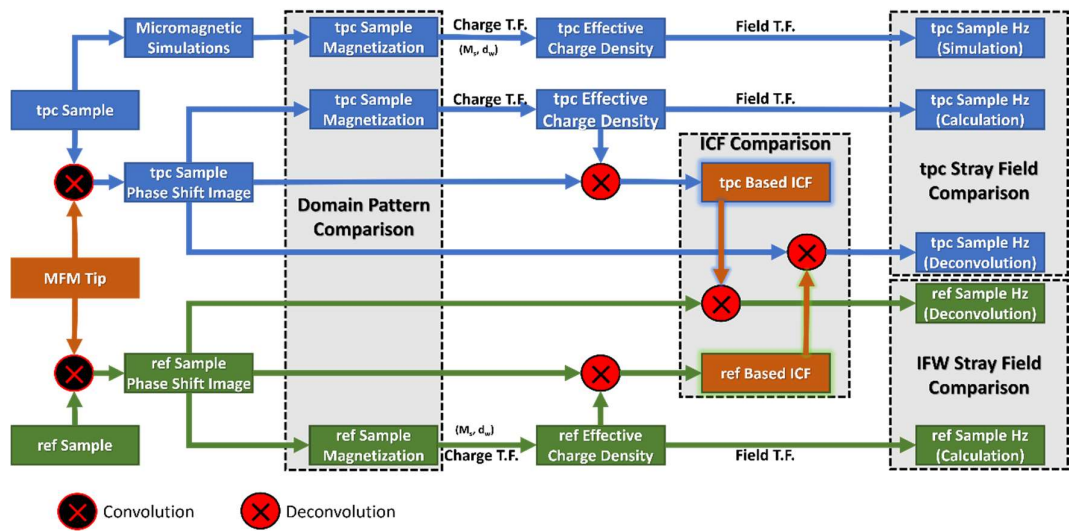 Micromagnetic
Simulations
tpc Sample
Magnetization
Charge T.F.
(Ms, dw)
tpc Effective
Charge Density
Field T.F.
tpc Sample Hz
(Simulation)
tpc Sample
tpc Sample
Magnetization
Charge T.F.
tpc Effective
Charge Density
Field T.F.
tpc Sample Hz
(Calculation)
ICF Comparison
tpc Sample
Phase Shift Image
tpc Based ICF
tpc Stray Field
Comparison
Domain Pattern
Comparison
tpc Sample Hz
(Deconvolution)
MFM Tip
ref Sample Hz
(Deconvolution)
ref Sample
Phase Shift Image
ref Based ICF
IFW Stray Field
Comparison
ref Sample
ref Sample
Magnetization
(Ms, dw)
Charge T.F.
ref Effective
Charge Density
Field T.F.
ref Sample Hz
(Calculation)
Convolution
Deconvolution